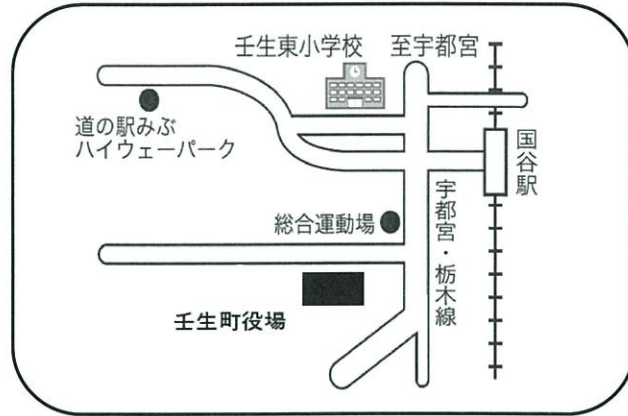 壬生東小学校
至宇都宮
道の駅みぶ
ハイウェーパーク
国谷駅
総合運動場
宇都宮・栃木線
壬生町役場